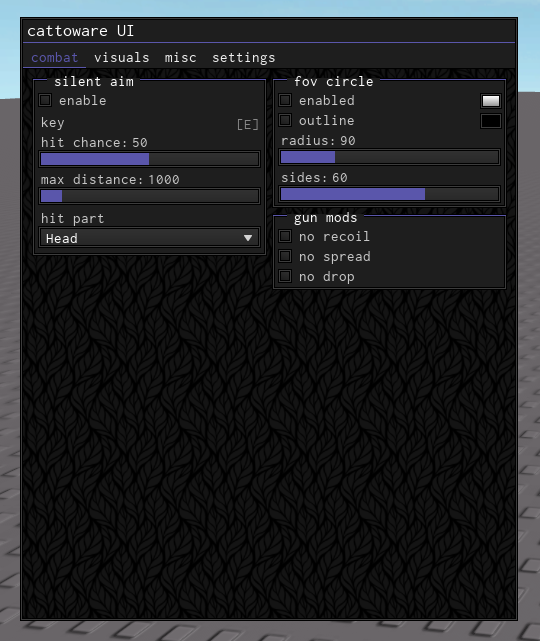 cattoware UI
combat visuals misc settings
silent aim
enable
key [E]
hit chance: 50
max distance: 1000
hit part
Head
fov circle
enabled
outline
radius: 90
sides: 60
gun mods
no recoil
no spread
no drop